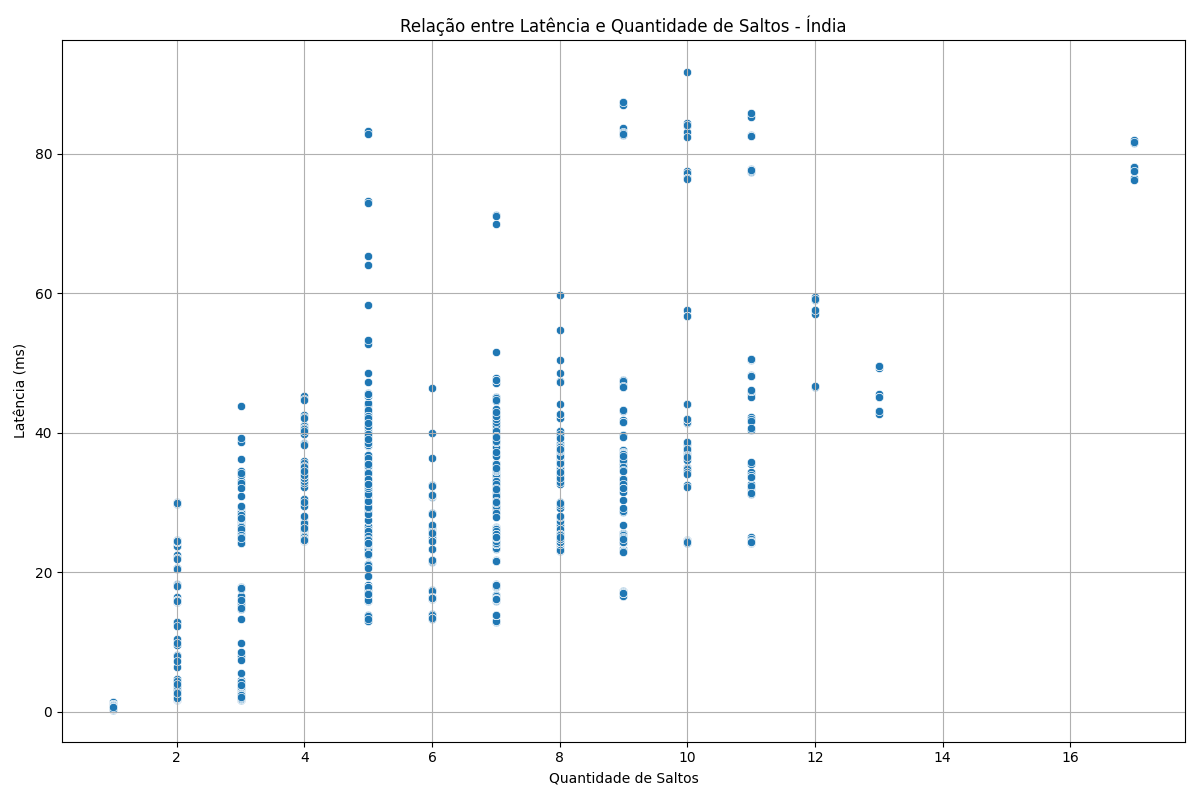 Relação entre Latência e Quantidade de Saltos - Índia
Latência (ms)
80
60
40
20
0
2 4 6 8 10 12 14 16
Quantidade de Saltos